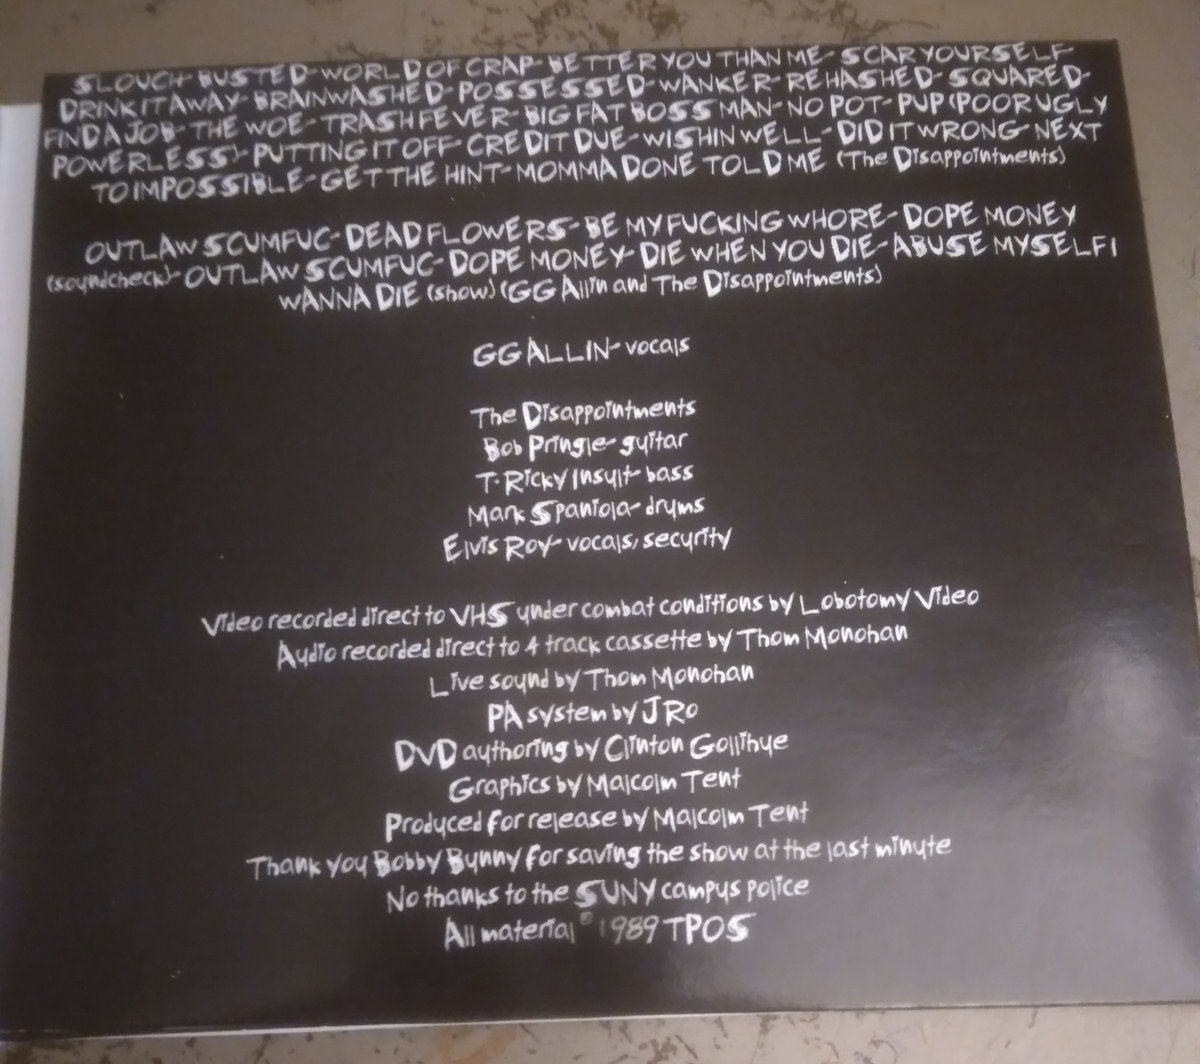 SLOUCH-BUSTED-WORLD OF CRAP-BETTER YOU THAN ME-SCAR YOURSELF-
DRINK IT AWAY-BRAINWASHED-POSSESSED-WANKER-REHASHED-SQUARED-
FIND A JOB-THE WOE-TRASH FEVER-BIG FAT BOSS MAN-NO POT-PUP (POOR UGLY
POWERLESS)-PUTTING IT OFF-CREDIT DUE-WISHIN WELL-DID IT WRONG-NEXT
TO IMPOSSIBLE-GET THE HINT-MOMMA DONE TOLD ME (The Disappointments)
OUTLAW SCUMFUC-DEAD FLOWERS-BE MY FUCKING WHORE-DOPE MONEY
(soundcheck)-OUTLAW SCUMFUC-DOPE MONEY-DIE WHEN YOU DIE-ABUSE MYSELF I
WANNA DIE (show) (GG Allin and The Disappointments)
GG ALLIN-vocals
The Disappointments
Bob Pringle-guitar
T. Ricky Insult-bass
Mark Spaniola-drums
Elvis Roy-vocals, security
Video recorded direct to VHS under combat conditions by Lobotomy Video
Audio recorded direct to 4 track cassette by Thom Monohan
Live sound by Thom Monohan
PA system by JRo
DVD authoring by Clinton Gollihue
Graphics by Malcolm Tent
Produced for release by Malcolm Tent
Thank you Bobby Bunny for saving the show at the last minute
No thanks to the SUNY campus police
All material © 1989 TPOS